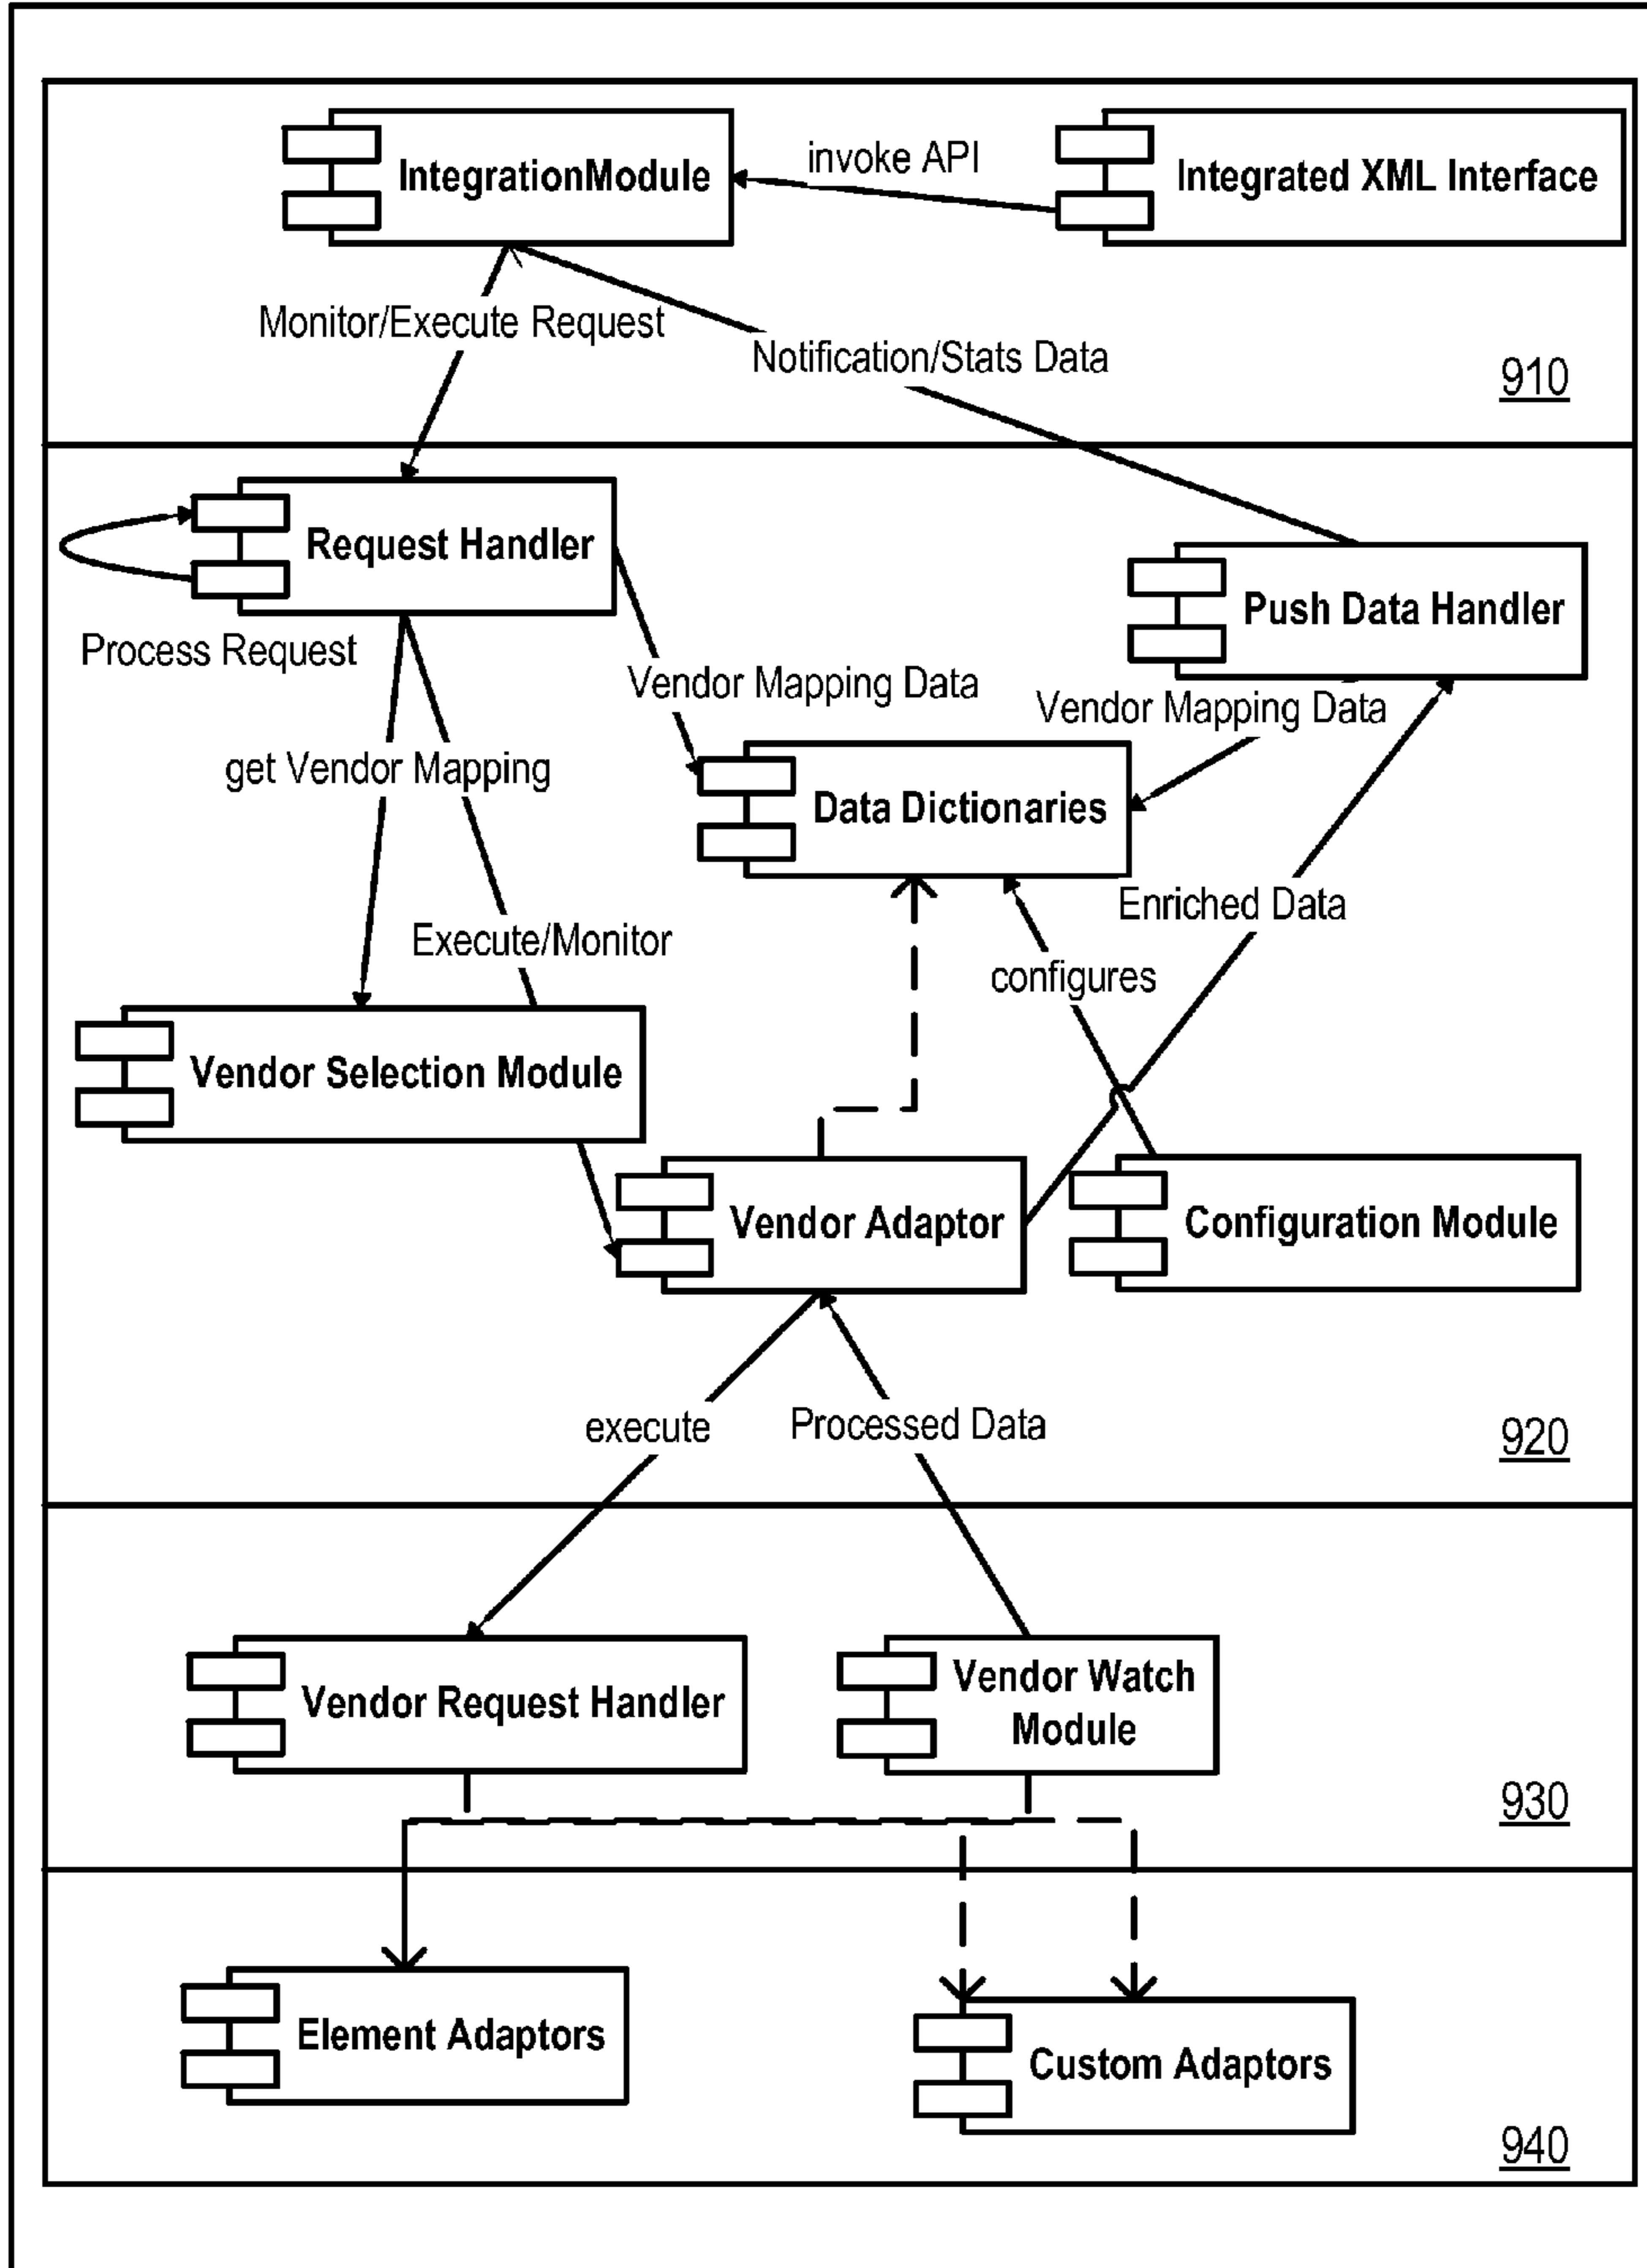 invoke API
IntegrationModule
Integrated XML Interface
Monitor/Execute Request
Notification/Stats Data
910
Request Handler
Push Data Handler
Process Request
Vendor Mapping Data
Vendor Mapping Data
get Vendor Mapping
Data Dictionaries
Enriched Data
Execute/Monitor
configures
Vendor Selection Module
Vendor Adaptor
Configuration Module
execute
Processed Data
920
Vendor Request Handler
Vendor Watch
Module
930
Element Adaptors
Custom Adaptors
940